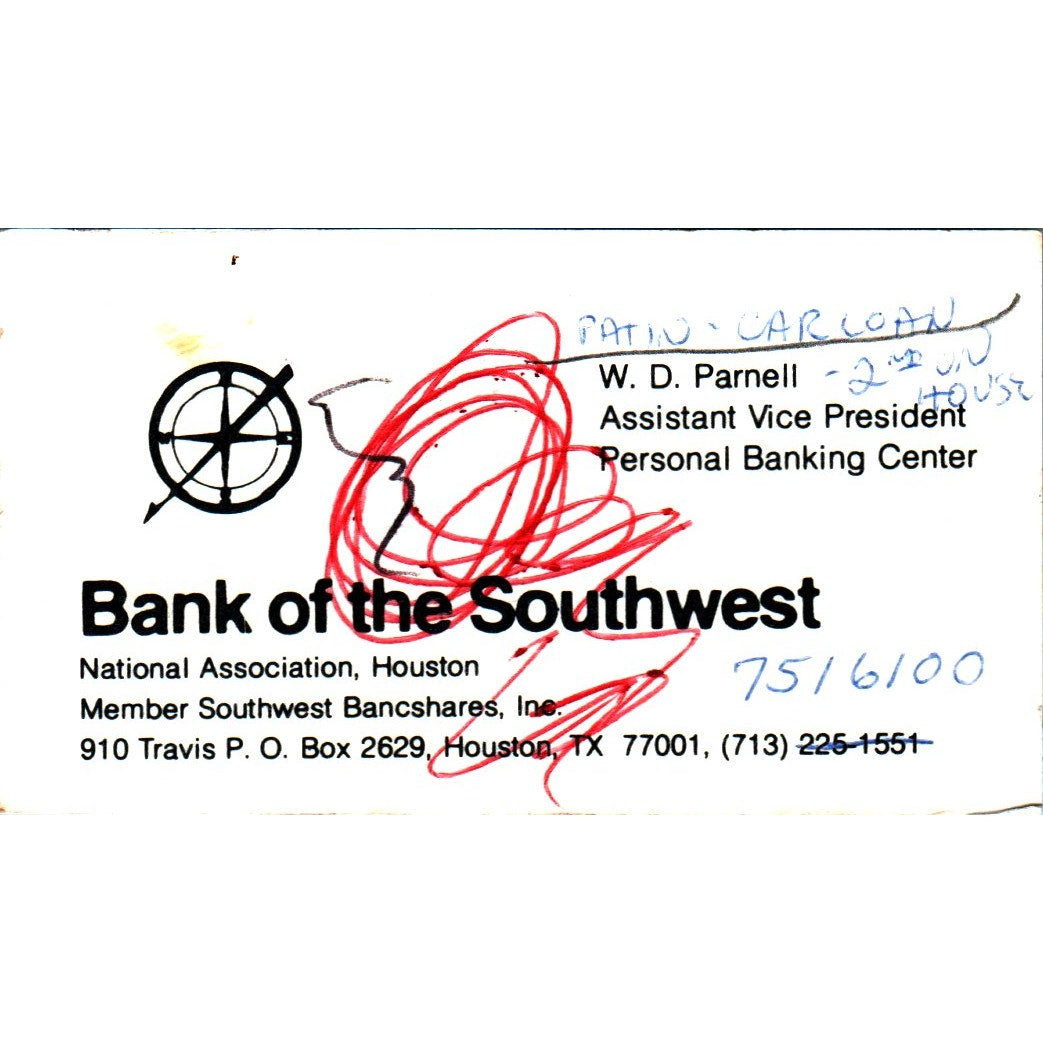 PATIN - CAR LOAN
- 2ND ON
HOUSE
W. D. Parnell
Assistant Vice President
Personal Banking Center
Bank of the Southwest
National Association, Houston
7516100
Member Southwest Bancshares, Inc.
910 Travis P. O. Box 2629, Houston, TX 77001, (713) 225-1551